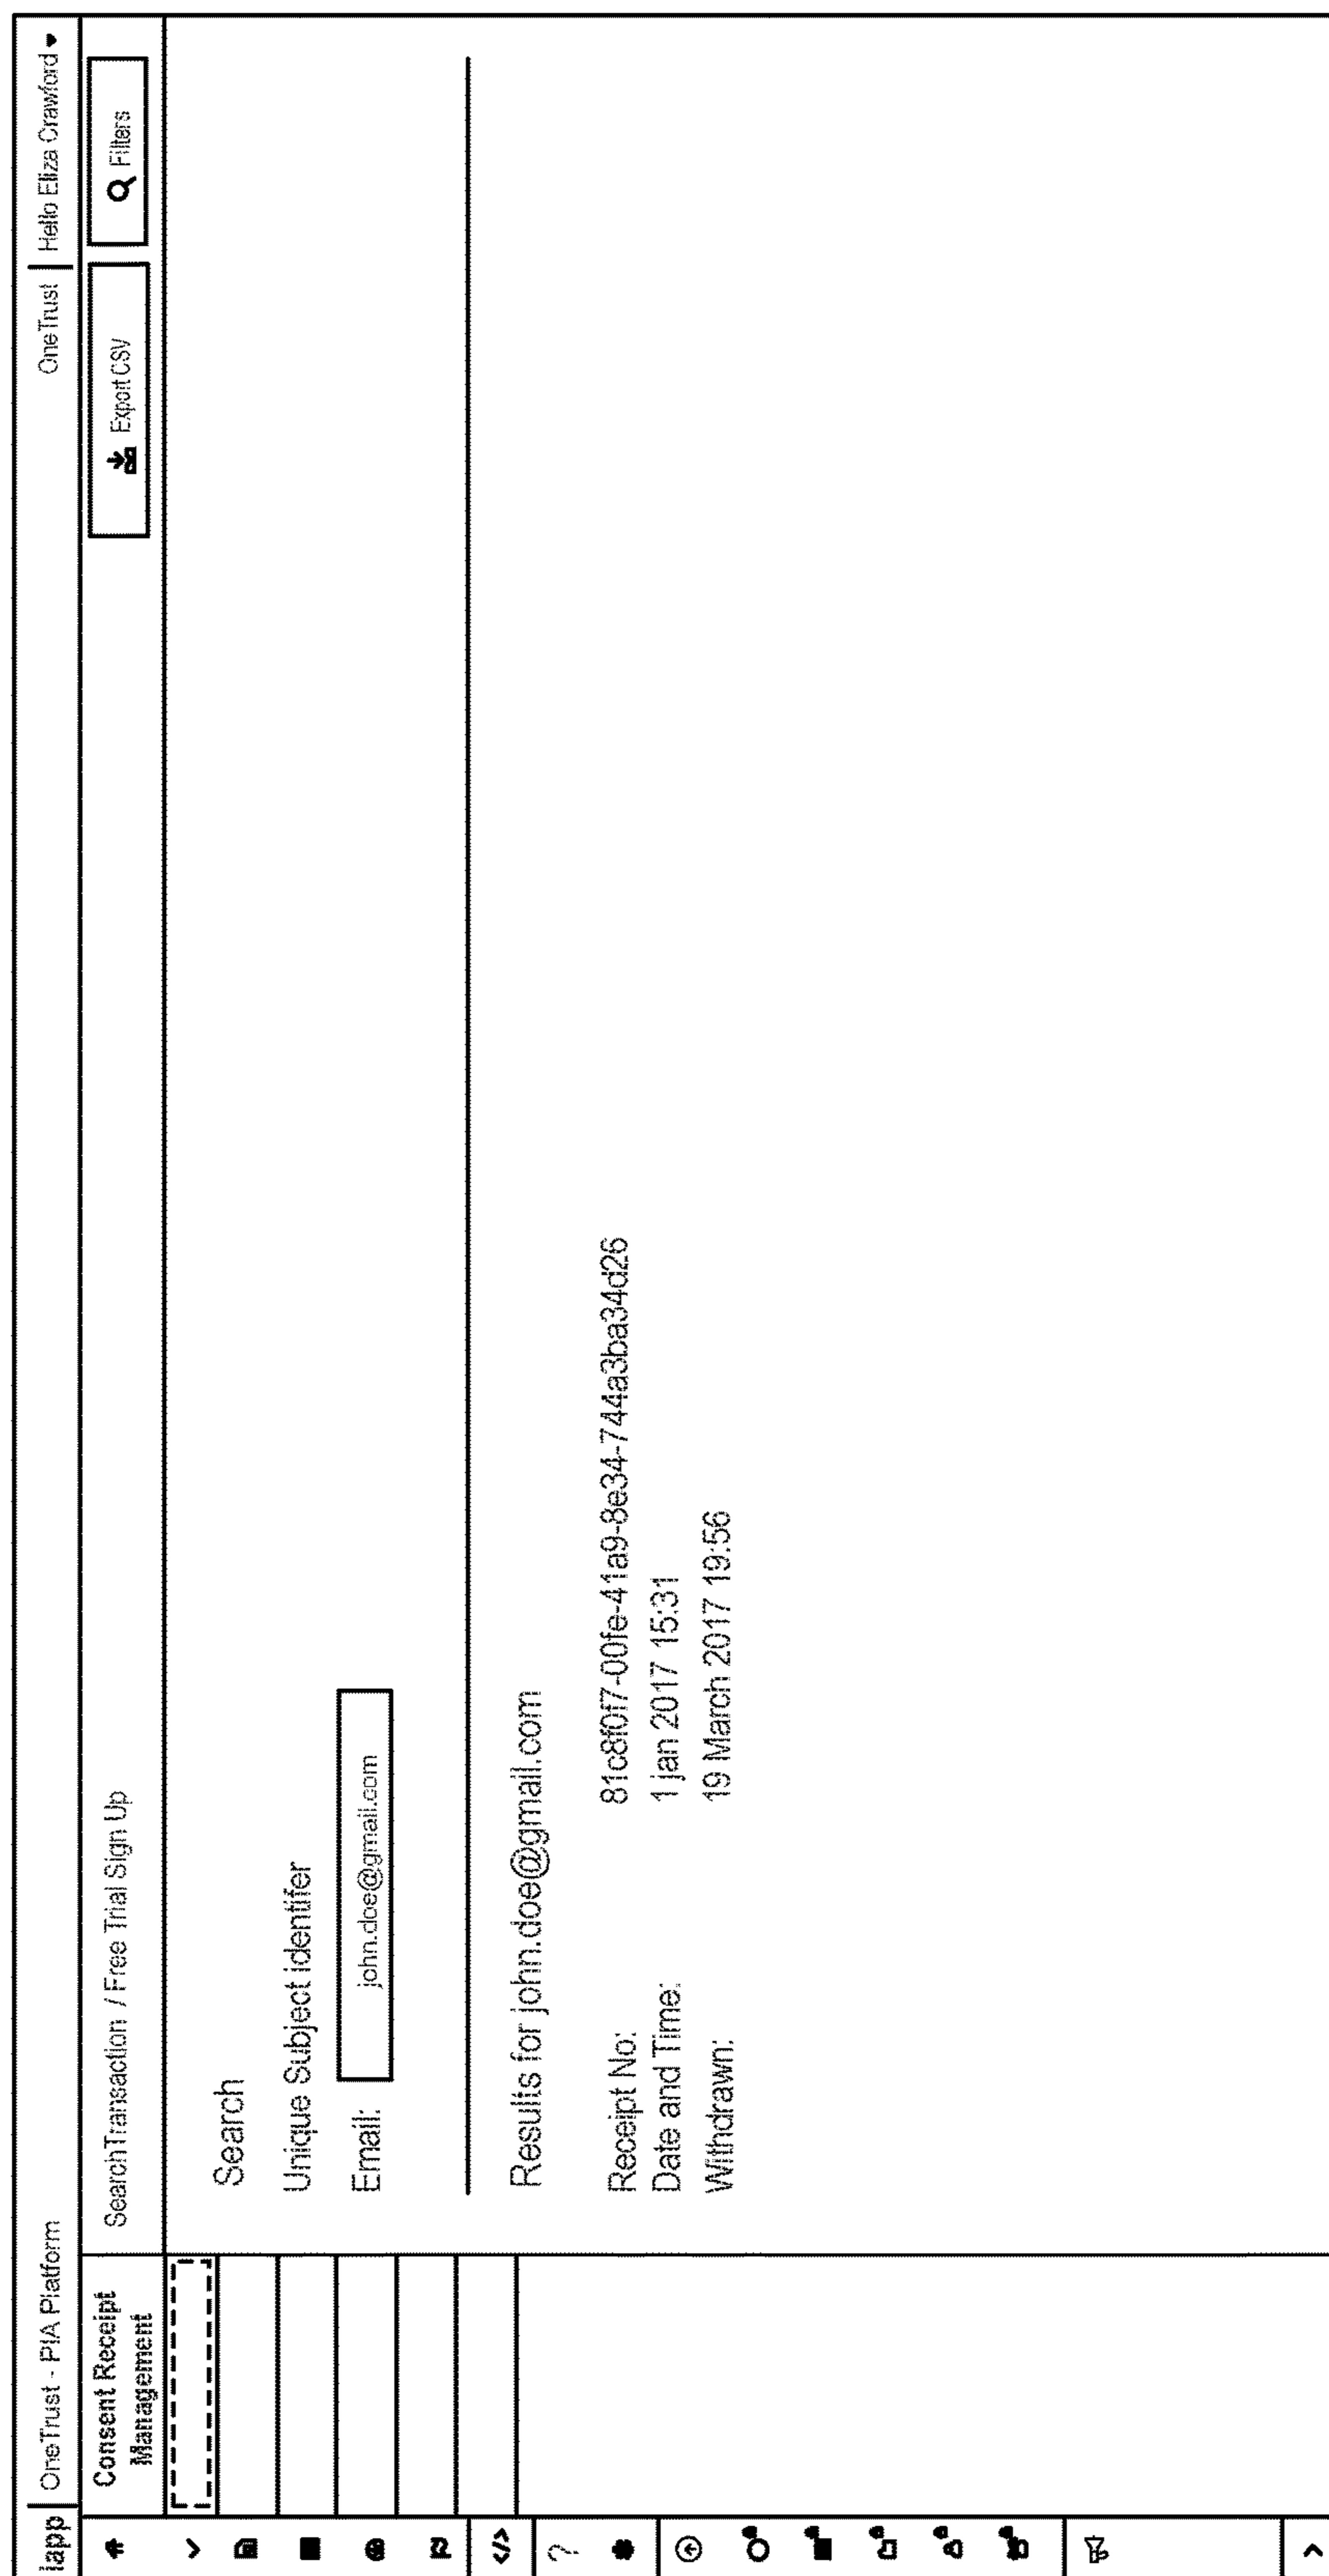 iapp | OneTrust - PIA Platform OneTrust | Hello Eliza Crawford
Consent Receipt
Management
SearchTransaction / Free Trial Sign Up Export CSV Filters
Search
Unique Subject identifer
Email: john.doe@gmail.com
Results for john.doe@gmail.com
Receipt No: 81c8f0f7-00fe-41a9-8e34-744a3ba34d26
Date and Time: 1 jan 2017 15:31
Withdrawn: 19 March 2017 19:56
</>
?